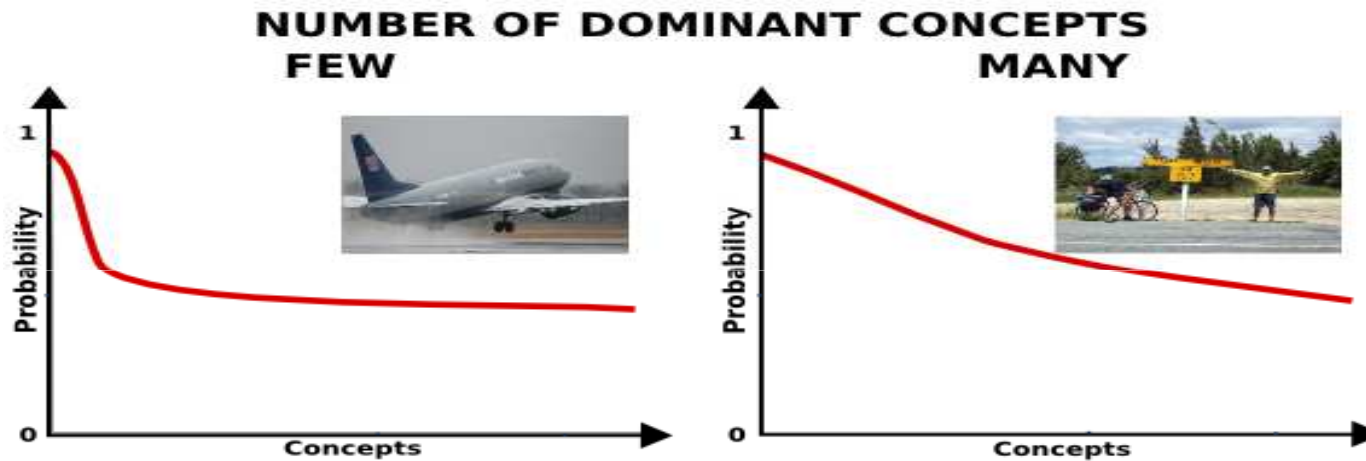 NUMBER OF DOMINANT CONCEPTS
FEW
MANY
1
Probability
0
Concepts
1
Probability
0
Concepts